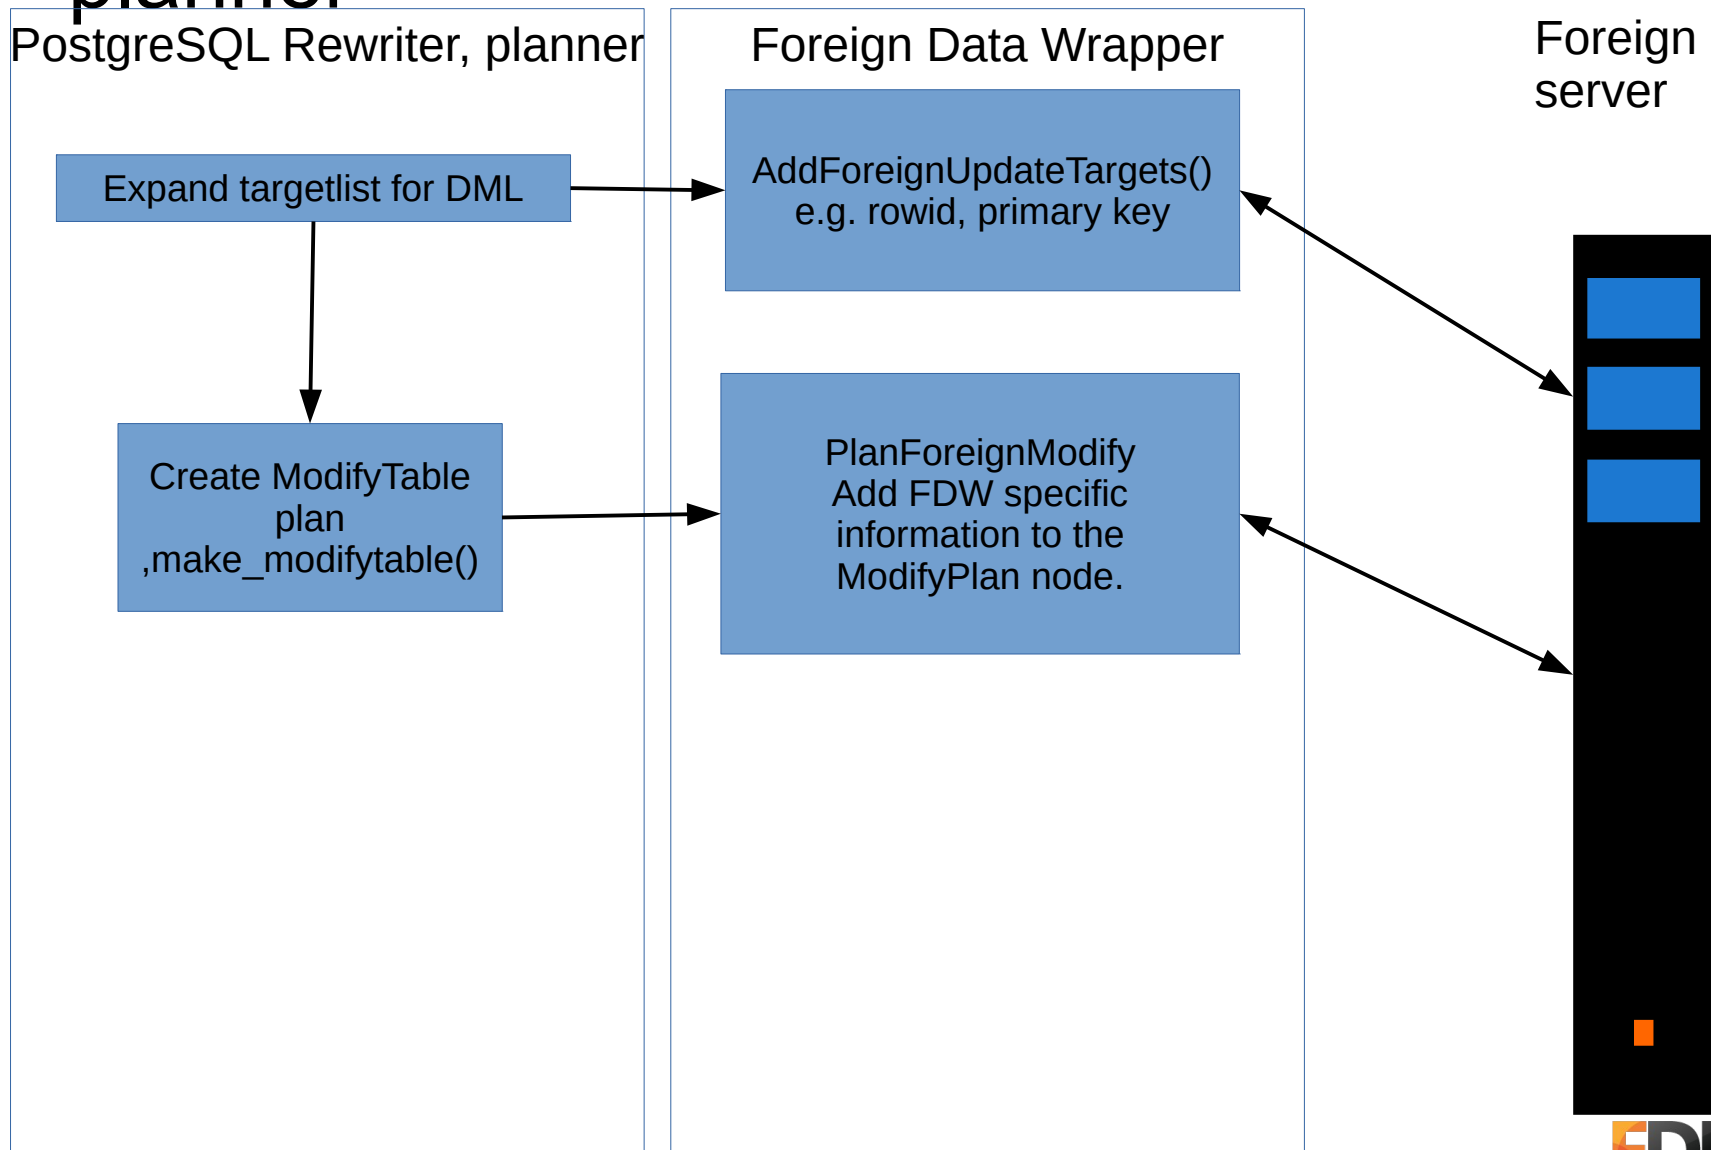 planner
PostgreSQL Rewriter, planner
Foreign Data Wrapper
Foreign
server
Expand targetlist for DML
AddForeignUpdateTargets()
e.g. rowid, primary key
Create ModifyTable
plan
,make_modifytable()
PlanForeignModify
Add FDW specific
information to the
ModifyPlan node.